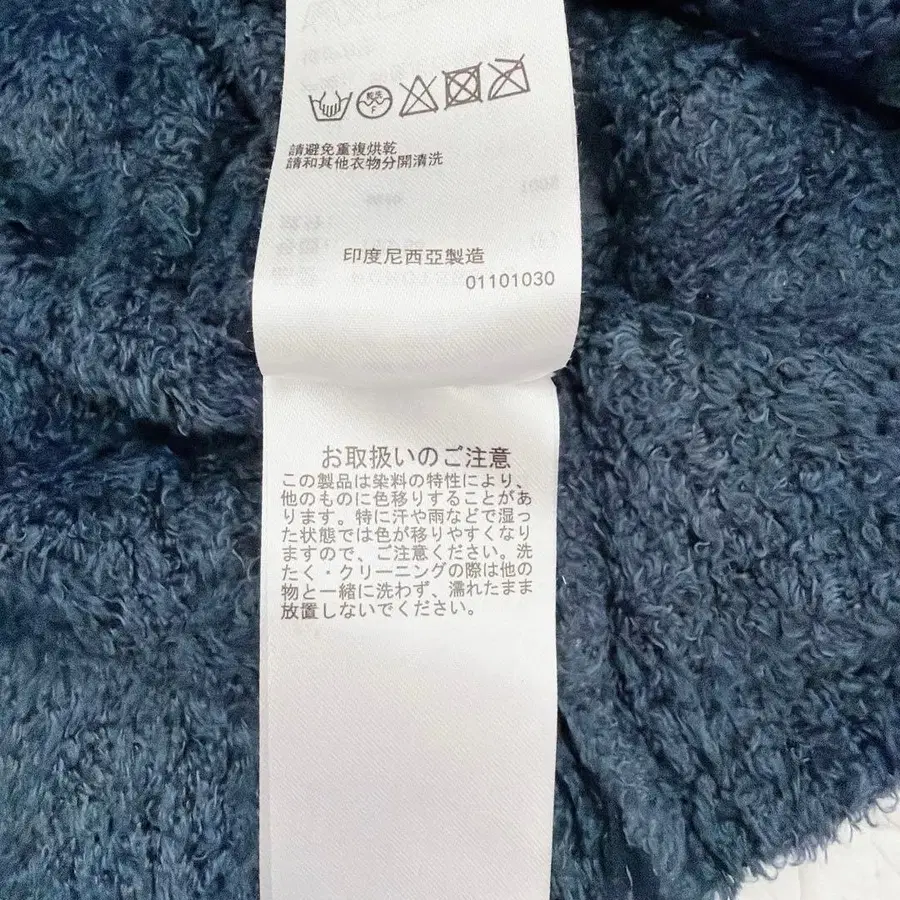 乾洗
F
請避免重複烘乾
請和其他衣物分開清洗
印度尼西亞製造
01101030
お取扱いのご注意
この製品は染料の特性により、
他のものに色移りすることがあ
ります。特に汗や雨などで湿っ
た状態では色が移りやすくなり
ますので、ご注意ください。洗
たく・クリーニングの際は他の
物と一緒に洗わず、濡れたまま
放置しないでください。